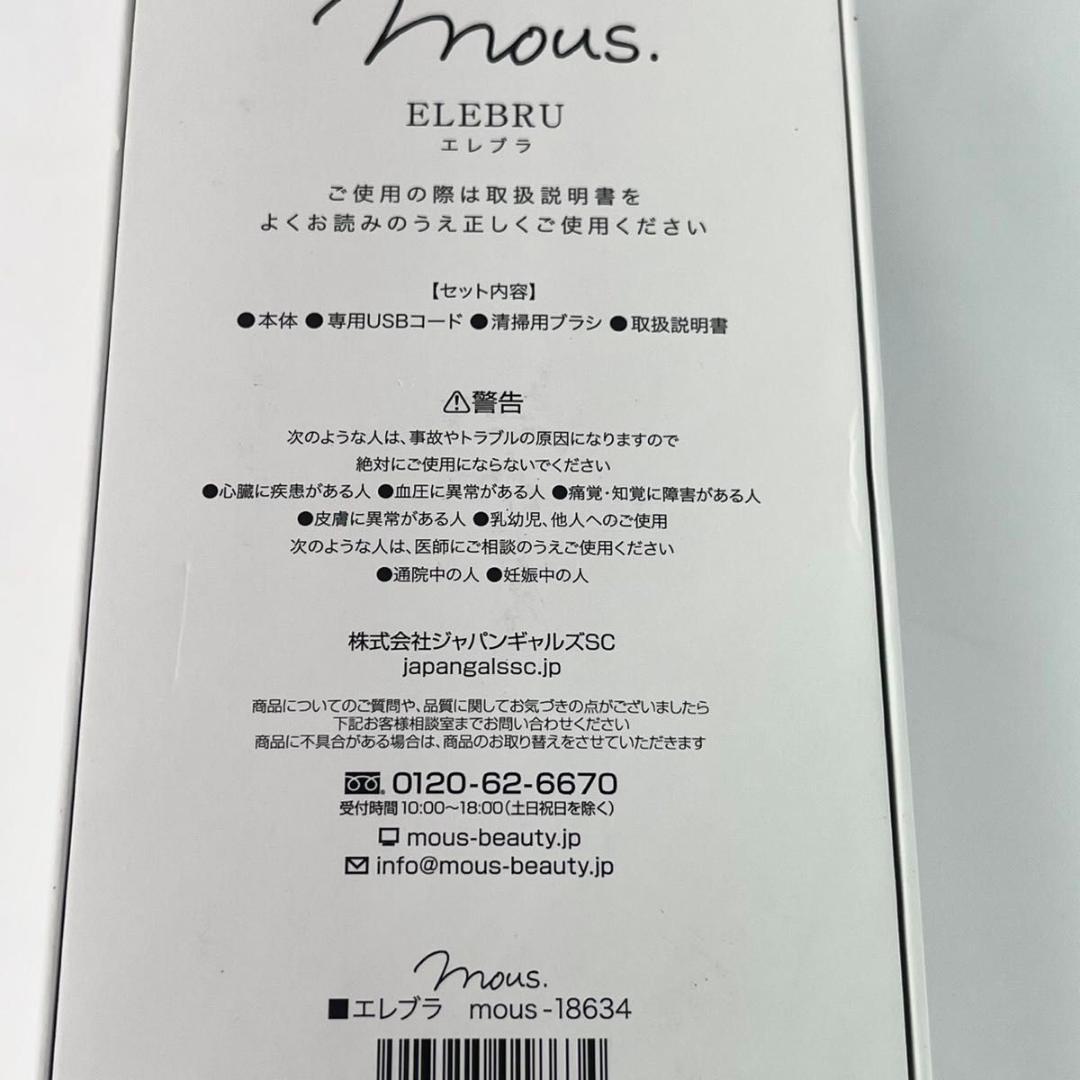 mous.
ELEBRU
エレブラ
ご使用の際は取扱説明書を
よくお読みのうえ正しくご使用ください
【セット内容】
●本体 ●専用USBコード ●清掃用ブラシ ●取扱説明書
⚠警告
次のような人は、事故やトラブルの原因になりますので
絶対にご使用にならないでください
●心臓に疾患がある人 ●血圧に異常がある人 ●痛覚・知覚に障害がある人
●皮膚に異常がある人 ●乳幼児、他人へのご使用
次のような人は、医師にご相談のうえご使用ください
●通院中の人 ●妊娠中の人
株式会社ジャパンギャルズSC
japangalssc.jp
商品についてのご質問や、品質に関してお気づきの点がございましたら
下記お客様相談室までお問い合わせください
商品に不具合がある場合は、商品のお取り替えをさせていただきます
0120-62-6670
受付時間 10:00〜18:00(土日祝日を除く)
mous-beauty.jp
info@mous-beauty.jp
mous.
■エレブラ mous-18634